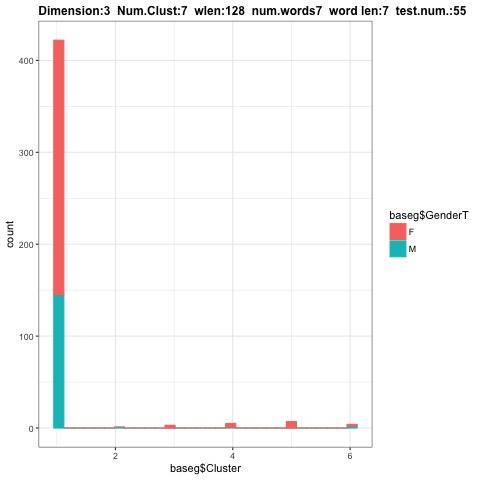 Dimension:3 Num.Clust:7 wlen:128 num.words7 word len:7 test.num.:55
400
300
200
100
0
count
2 4 6
baseg$Cluster
baseg$GenderT
F
M